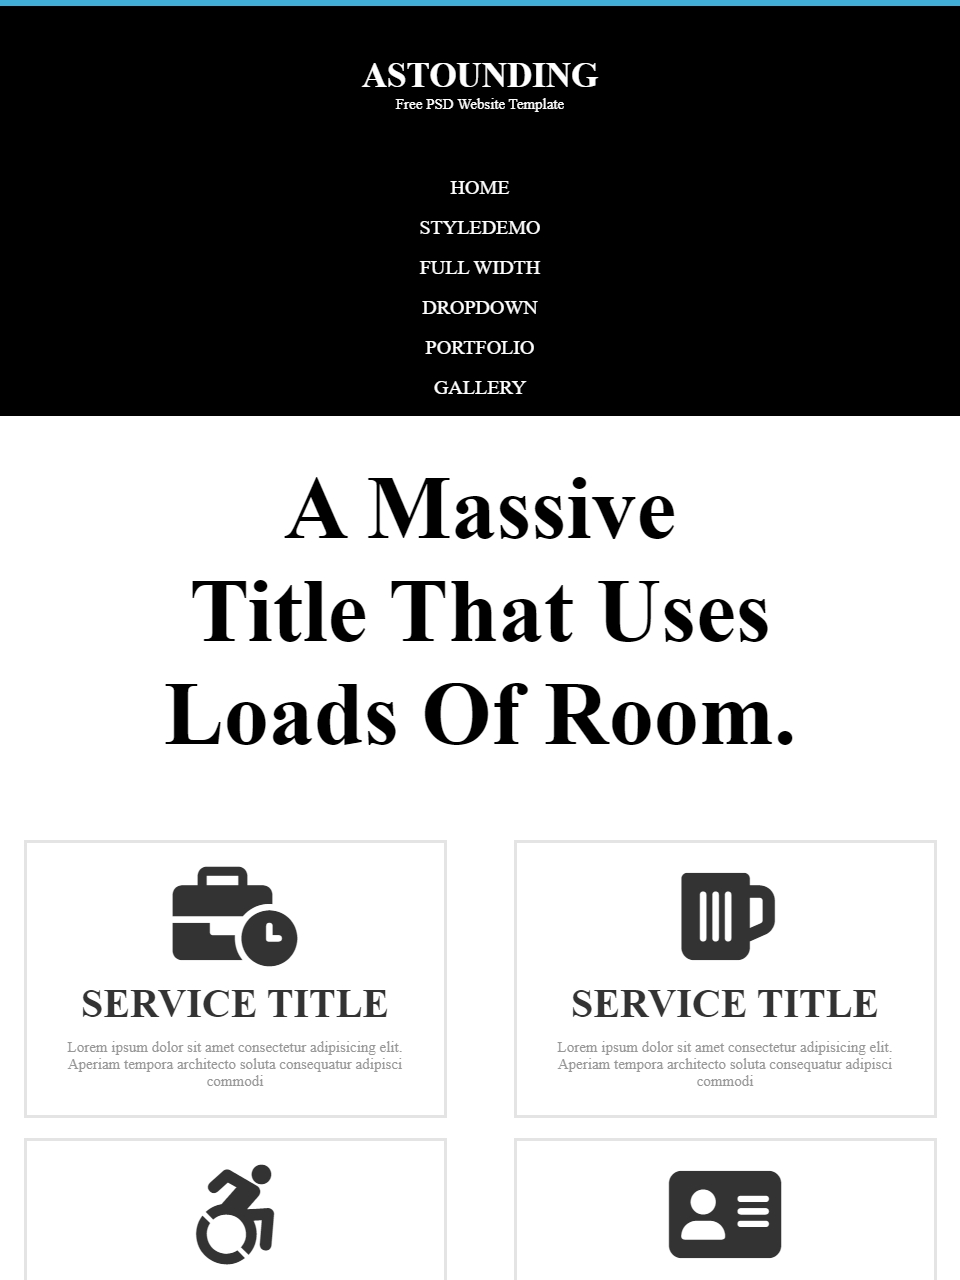 ASTOUNDING
Free PSD Website Template
HOME
STYLEDEMO
FULL WIDTH
DROPDOWN
PORTFOLIO
GALLERY
A Massive
Title That Uses
Loads Of Room.
SERVICE TITLE
Lorem ipsum dolor sit amet consectetur adipisicing elit.
Aperiam tempora architecto soluta consequatur adipisci
commodi
SERVICE TITLE
Lorem ipsum dolor sit amet consectetur adipisicing elit.
Aperiam tempora architecto soluta consequatur adipisci
commodi